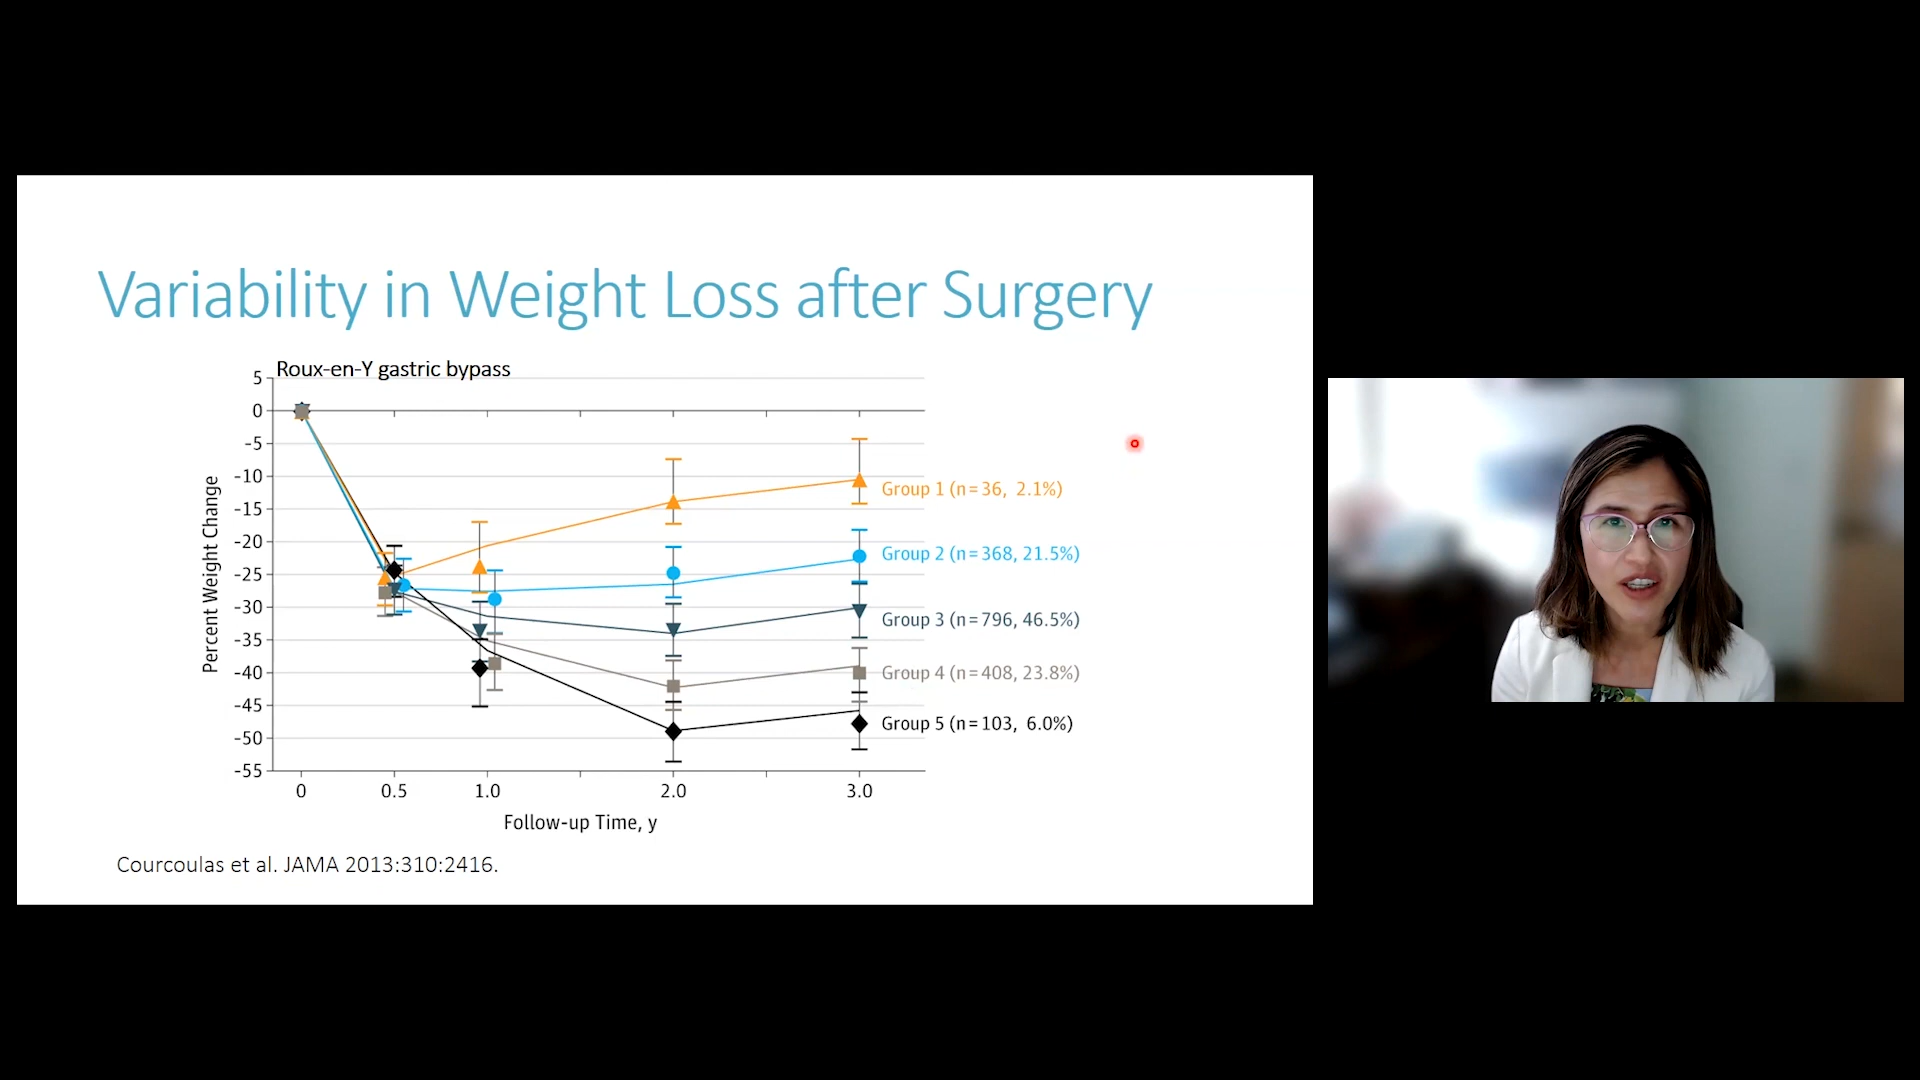 Variability in Weight Loss after Surgery
Roux-en-Y gastric bypass
5
0
-5
-10
-15
-20
-25
-30
-35
-40
-45
-50
-55
Percent Weight Change
Group 1 (n=36, 2.1%)
Group 2 (n=368, 21.5%)
Group 3 (n=796, 46.5%)
Group 4 (n=408, 23.8%)
Group 5 (n=103, 6.0%)
0 0.5 1.0 2.0 3.0
Follow-up Time, y
Courcoulas et al. JAMA 2013:310:2416.